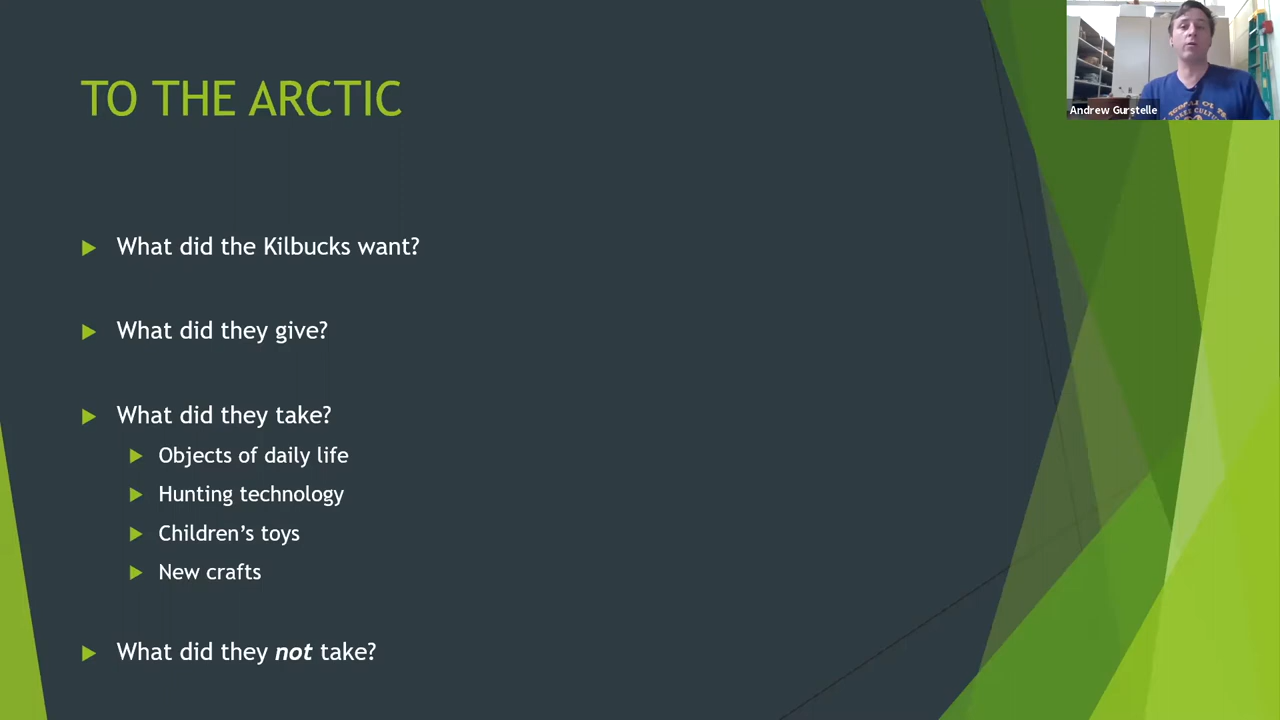 TO THE ARCTIC
Andrew Gurstelle
What did the Kilbucks want?
What did they give?
What did they take?
Objects of daily life
Hunting technology
Children’s toys
New crafts
What did they not take?